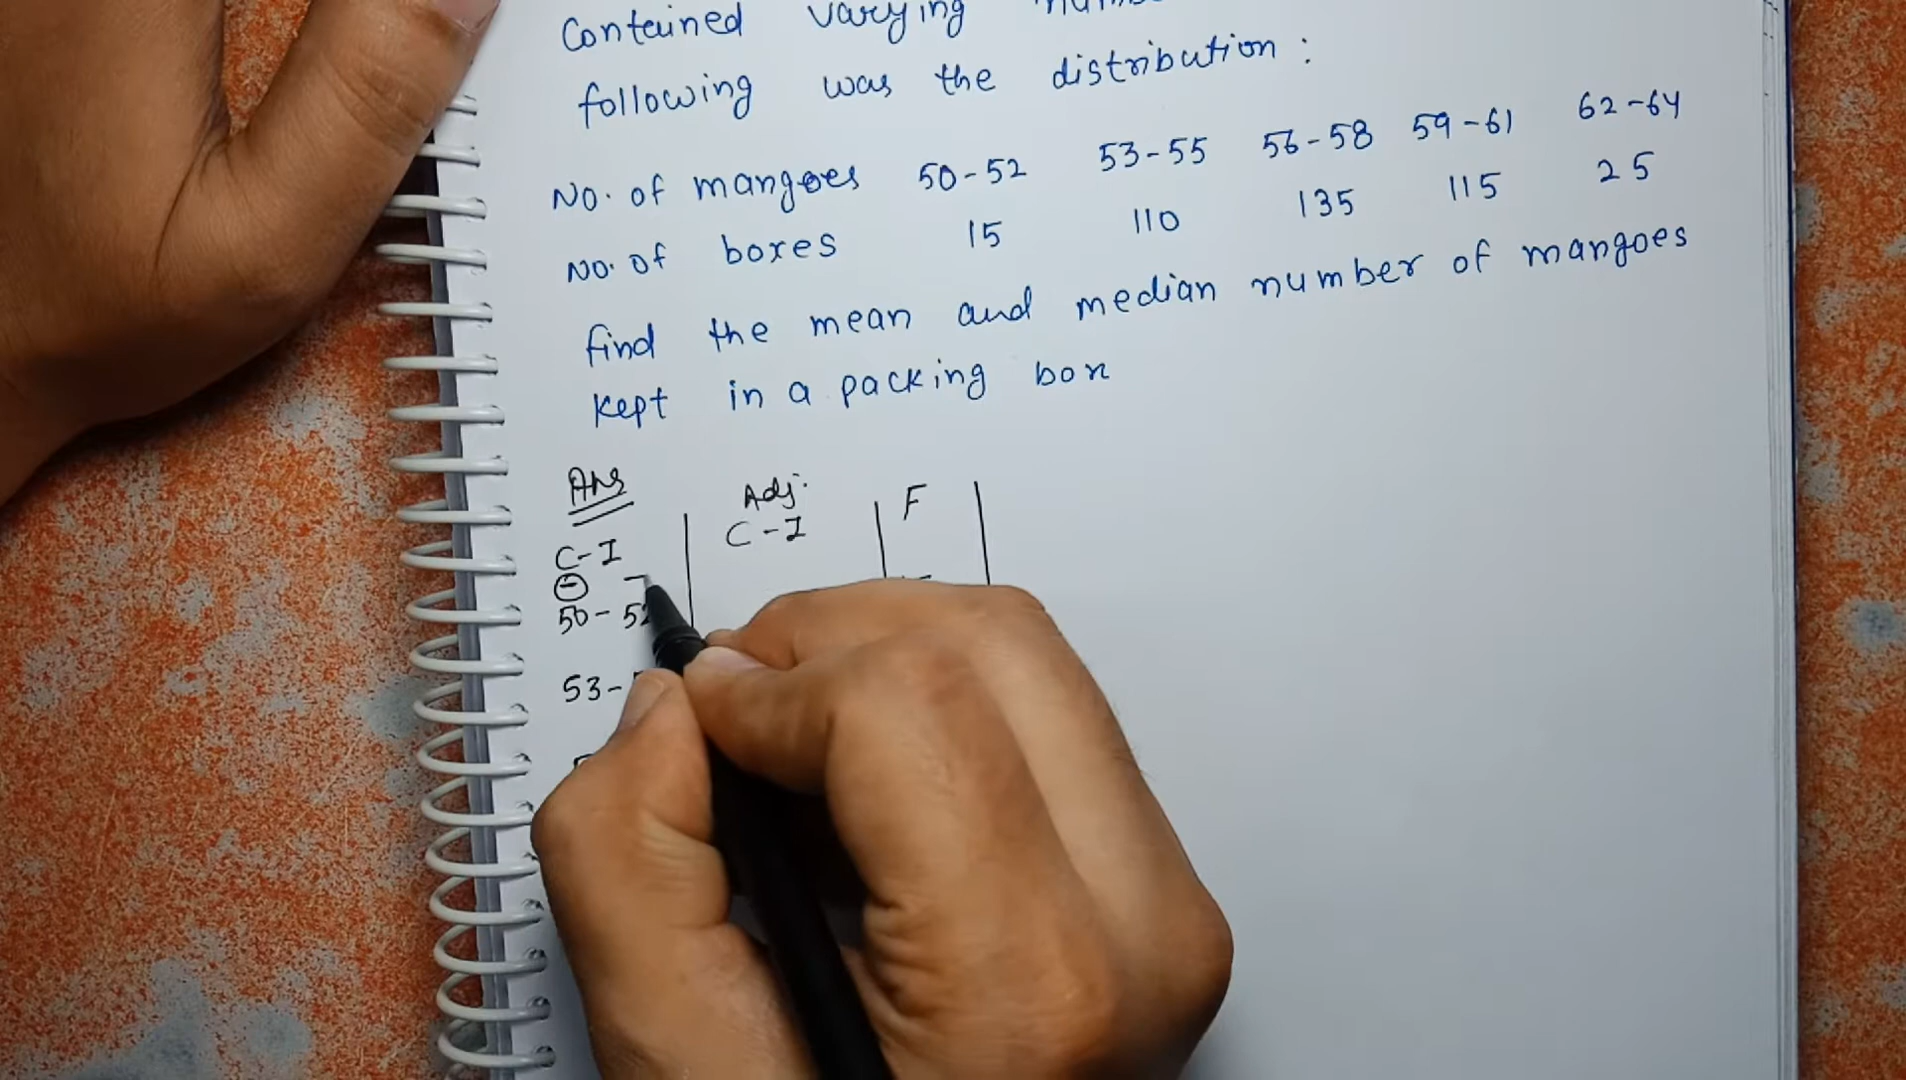 Contained varying
following was the distribution :
No. of mangoes 50-52 53-55 56-58 59-61 62-64
No. of boxes 15 110 135 115 25
find the mean and median number of mangoes
kept in a packing box
Ans
C-I Adj. C-I F
50-52
53-